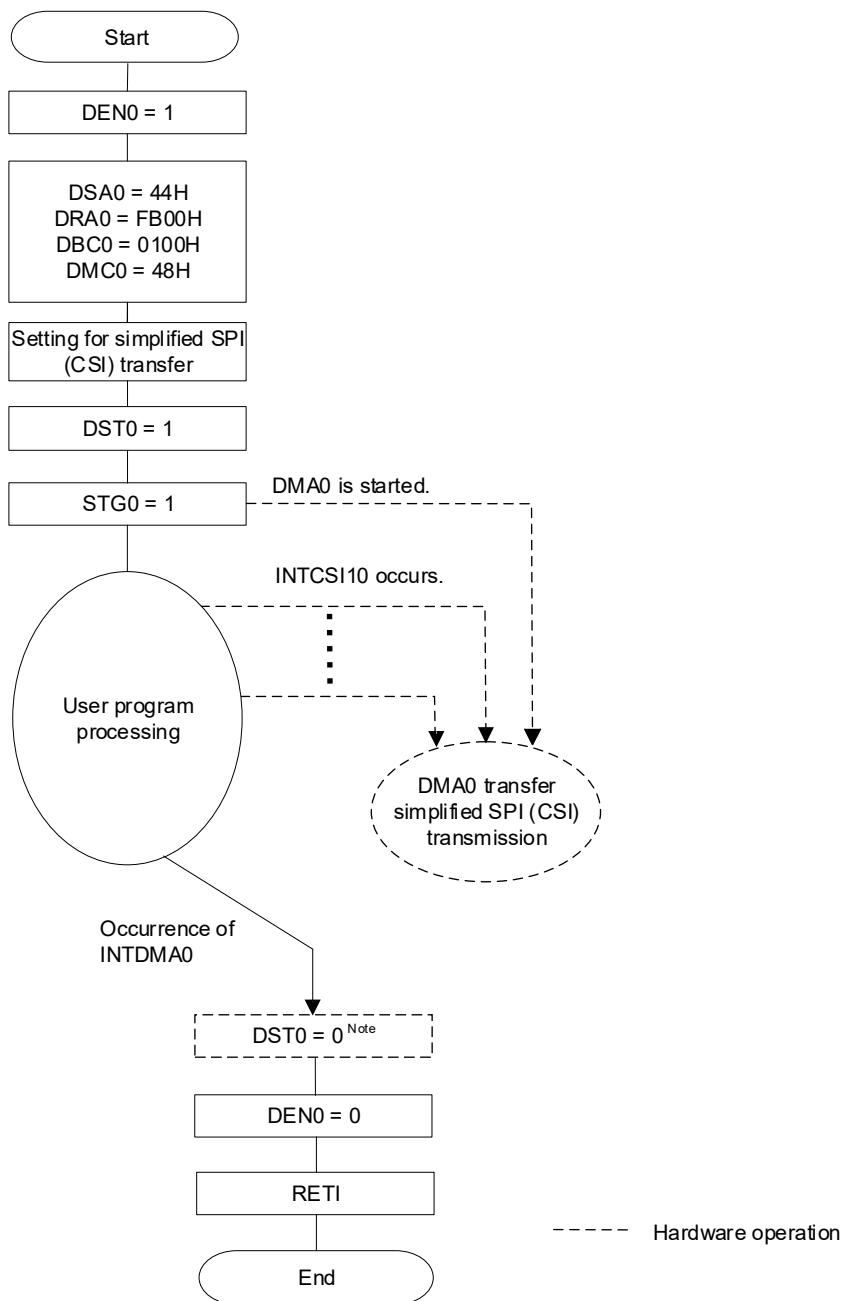 Start
DEN0 = 1
DSA0 = 44H
DRA0 = FB00H
DBC0 = 0100H
DMC0 = 48H
Setting for simplified SPI
(CSI) transfer
DST0 = 1
STG0 = 1
DMA0 is started.
INTCSI10 occurs.
User program
processing
DMA0 transfer
simplified SPI (CSI)
transmission
Occurrence of
INTDMA0
DST0 = 0 Note
DEN0 = 0
RETI
Hardware operation
End